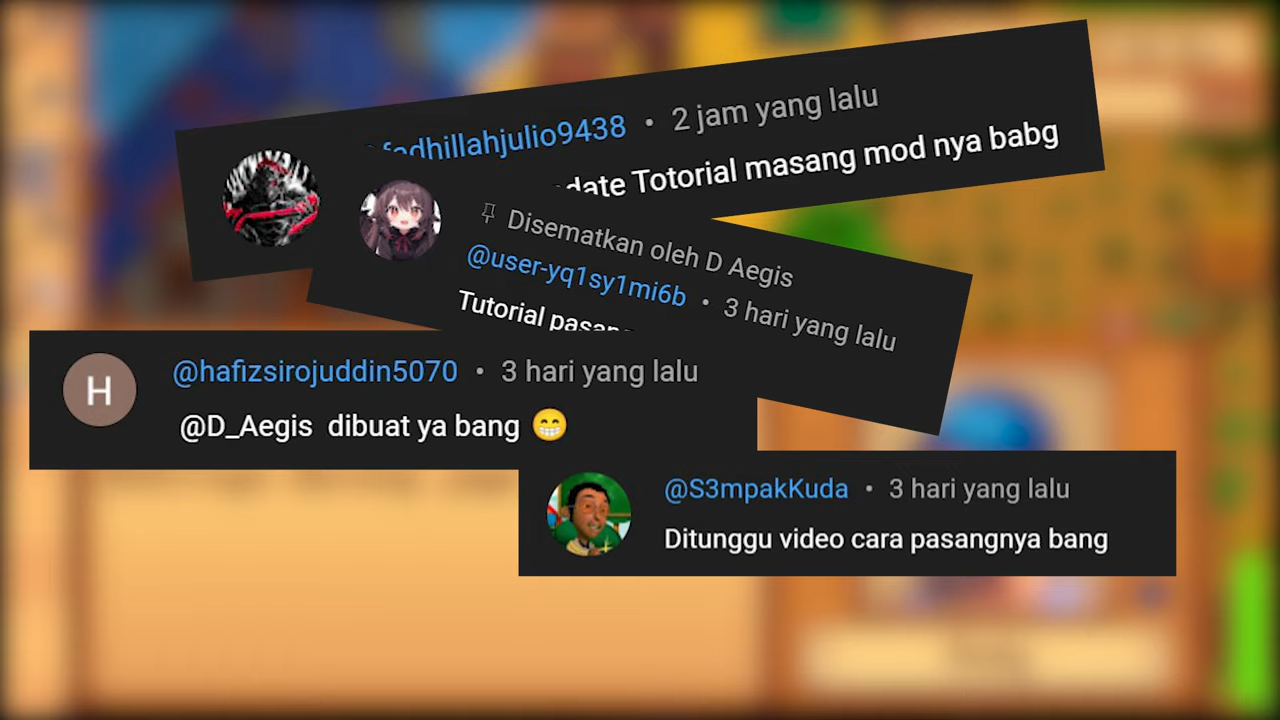 fadhillahjulio9438 • 2 jam yang lalu
Totorial masang mod nya babg
Disematkan oleh D Aegis
@user-yq1sy1mi6b • 3 hari yang lalu
Tutorial
@hafizsirojuddin5070 • 3 hari yang lalu
H
@D_Aegis dibuat ya bang 😁
@S3mpakKuda • 3 hari yang lalu
Ditunggu video cara pasangnya bang